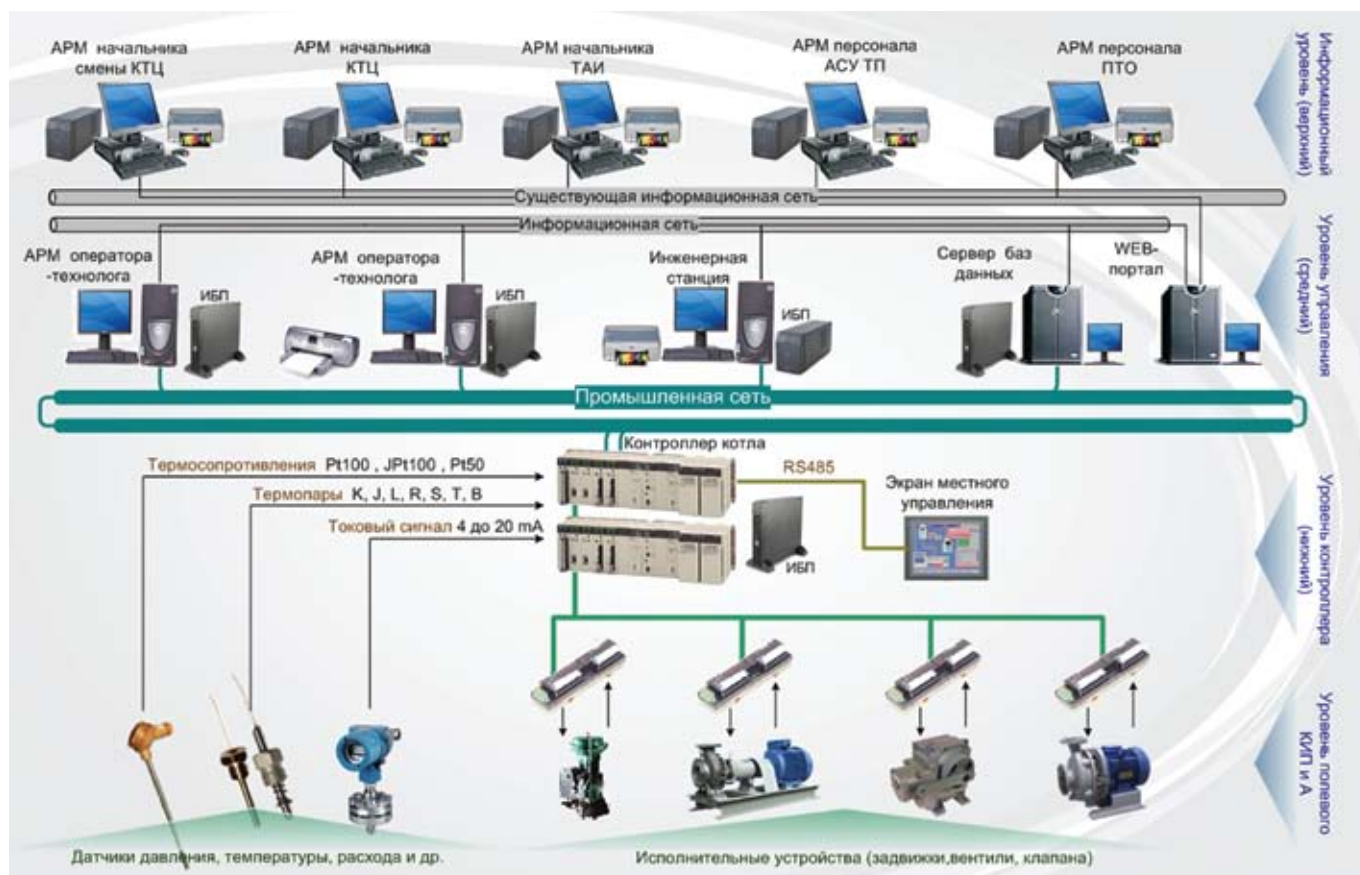 АРМ начальника
смены КТЦ
АРМ начальника
КТЦ
АРМ начальника
ТАИ
АРМ персонала
АСУ ТП
АРМ персонала
ПТО
Информационный
уровень (верхний)
Существующая информационная сеть
Информационная сеть
АРМ оператора
-технолога
ИБП
АРМ оператора
-технолога
ИБП
Инженерная
станция
ИБП
Сервер баз
данных
WEB-
портал
Уровень управления
(средний)
Промышленная сеть
Контроллер котла
Термосопротивления Pt100 , JPt100 , Pt50
Термопары K, J, L, R, S, T, B
Токовый сигнал 4 до 20 mA
RS485
Экран местного
управления
ИБП
Уровень контроллера
(нижний)
Уровень полевого
КИП и А
Датчики давления, температуры, расхода и др.
Исполнительные устройства (задвижки,вентили, клапана)